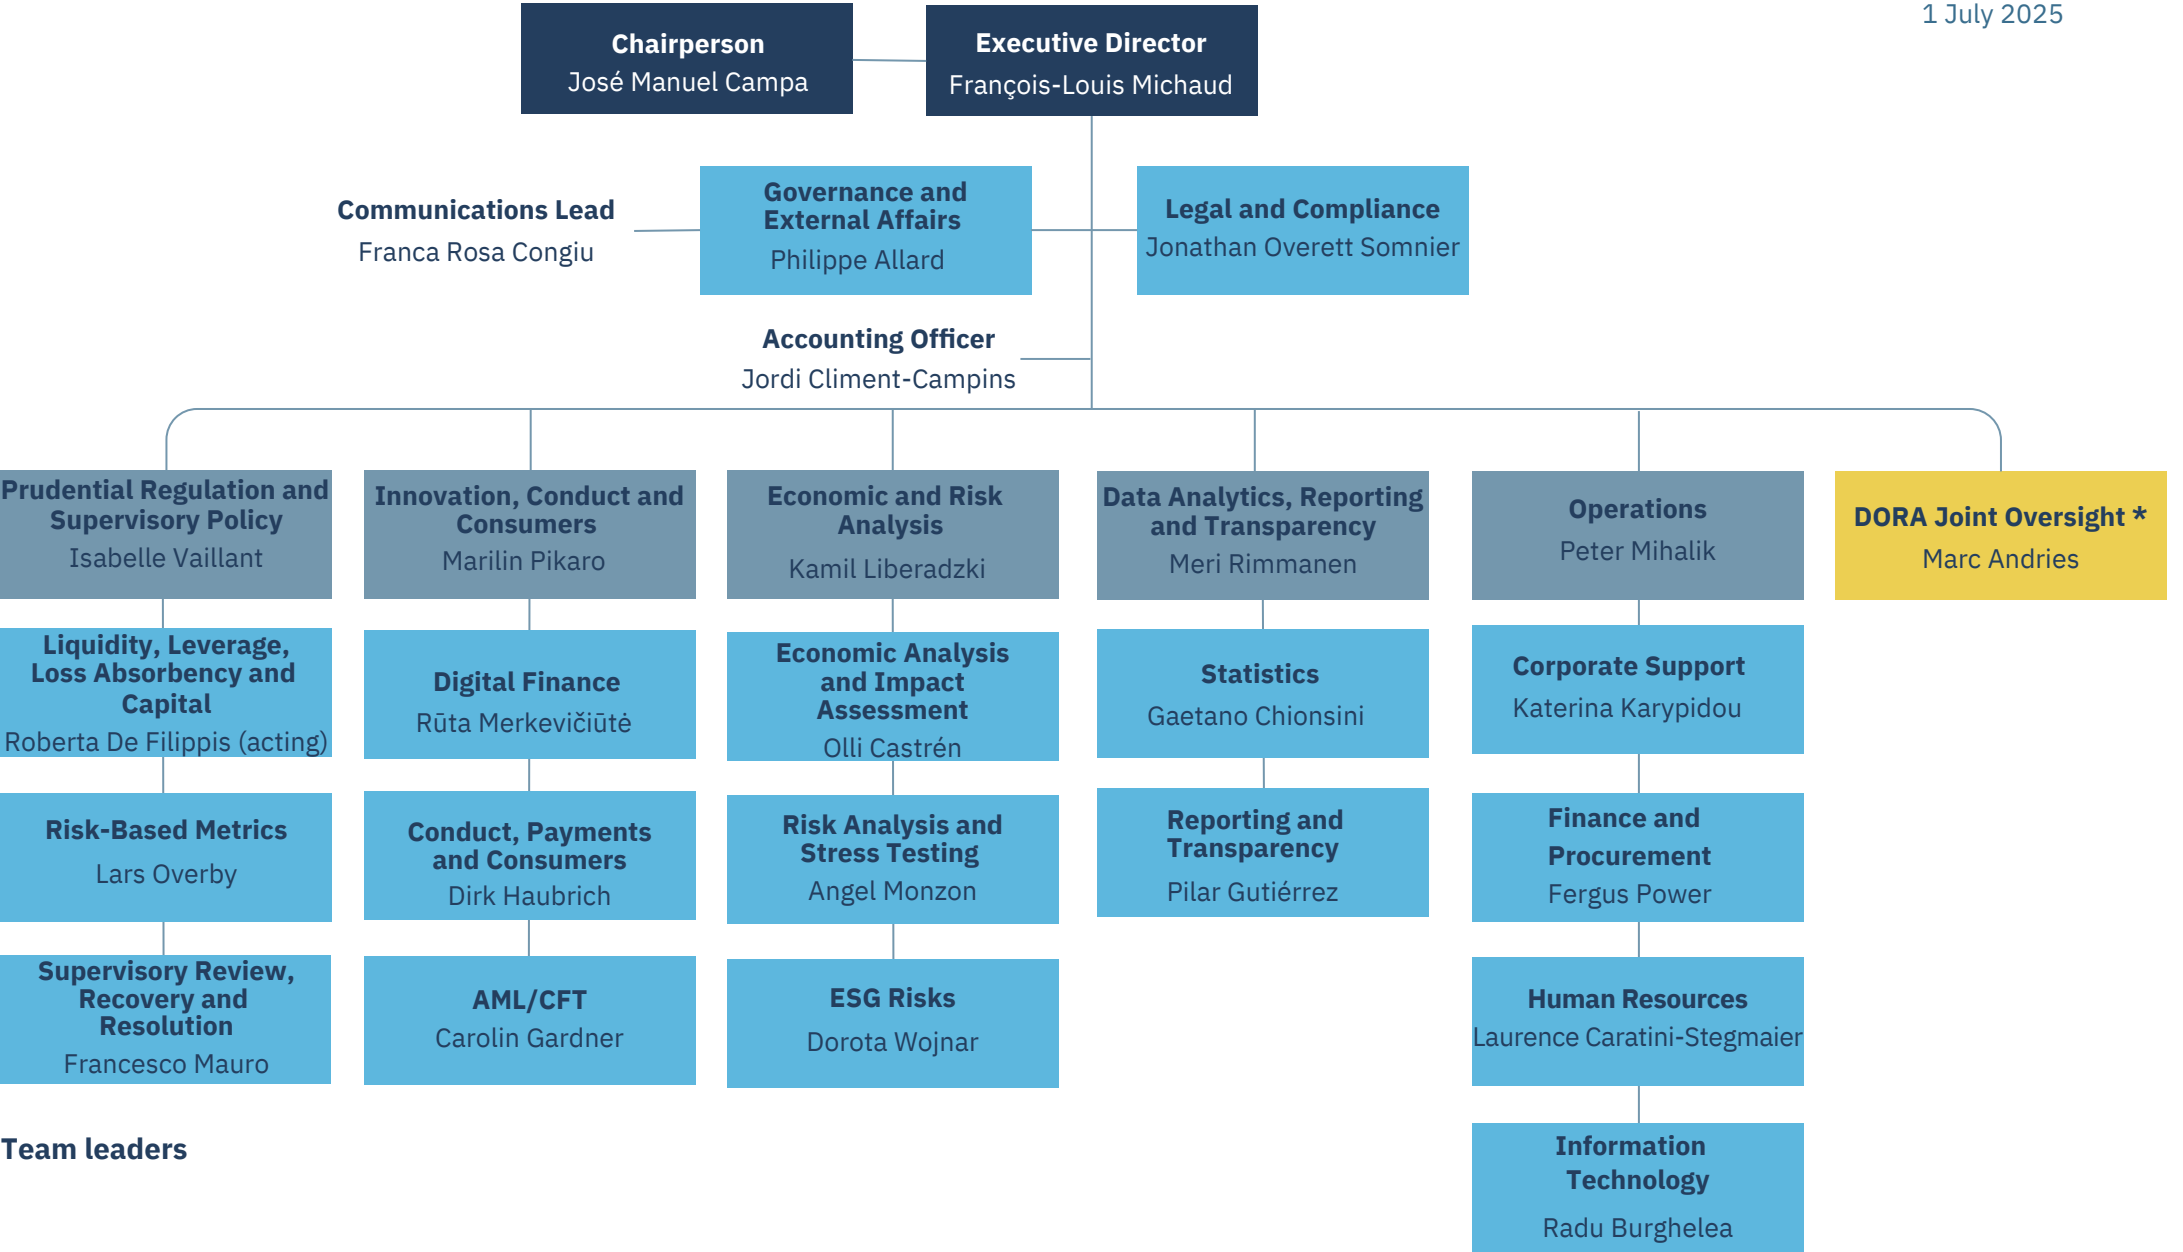 1 July 2025
Chairperson
José Manuel Campa
Executive Director
François-Louis Michaud
Communications Lead
Franca Rosa Congiu
Governance and
External Affairs
Philippe Allard
Legal and Compliance
Jonathan Overett Somnier
Accounting Officer
Jordi Climent-Campins
Prudential Regulation and
Supervisory Policy
Isabelle Vaillant
Innovation, Conduct and
Consumers
Marilin Pikaro
Economic and Risk
Analysis
Kamil Liberadzki
Data Analytics, Reporting
and Transparency
Meri Rimmanen
Operations
Peter Mihalik
DORA Joint Oversight *
Marc Andries
Liquidity, Leverage,
Loss Absorbency and
Capital
Roberta De Filippis (acting)
Digital Finance
Rūta Merkevičiūtė
Economic Analysis
and Impact
Assessment
Olli Castrén
Statistics
Gaetano Chionsini
Corporate Support
Katerina Karypidou
Risk-Based Metrics
Lars Overby
Conduct, Payments
and Consumers
Dirk Haubrich
Risk Analysis and
Stress Testing
Angel Monzon
Reporting and
Transparency
Pilar Gutiérrez
Finance and
Procurement
Fergus Power
Supervisory Review,
Recovery and
Resolution
Francesco Mauro
AML/CFT
Carolin Gardner
ESG Risks
Dorota Wojnar
Human Resources
Laurence Caratini-Stegmaier
Team leaders
Information
Technology
Radu Burghelea